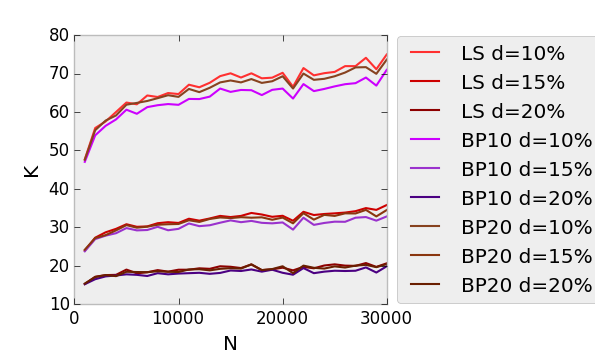 80
70
60
50
40
30
20
10
K
0
10000
20000
30000
N
LS d=10%
LS d=15%
LS d=20%
BP10 d=10%
BP10 d=15%
BP10 d=20%
BP20 d=10%
BP20 d=15%
BP20 d=20%